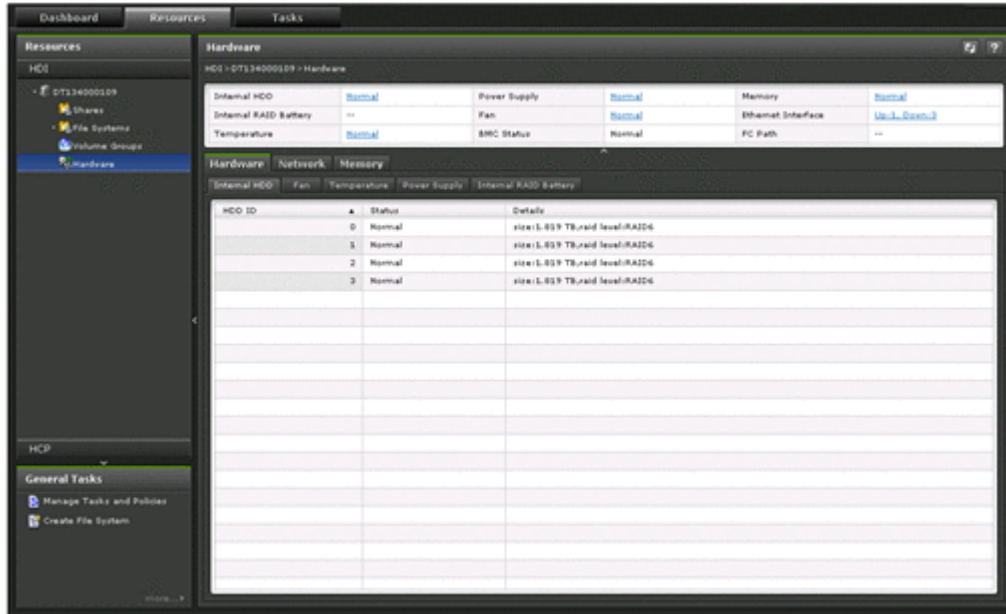 Dashboard Resources Tasks
Resources
HDI
DT134000109
Shares
File Systems
Volume Groups
Hardware
HCP
General Tasks
Manage Tasks and Policies
Create File System
more...
Hardware
HDI > DT134000109 > Hardware
Internal HDD Normal Power Supply Normal Memory Normal
Internal RAID Battery -- Fan Normal Ethernet Interface Up:1, Down:3
Temperature Normal BMC Status Normal FC Path --
Hardware Network Memory
Internal HDD Fan Temperature Power Supply Internal RAID Battery
HDD ID Status Details
0 Normal size:1.819 TB,raid level:RAID6
1 Normal size:1.819 TB,raid level:RAID6
2 Normal size:1.819 TB,raid level:RAID6
3 Normal size:1.819 TB,raid level:RAID6